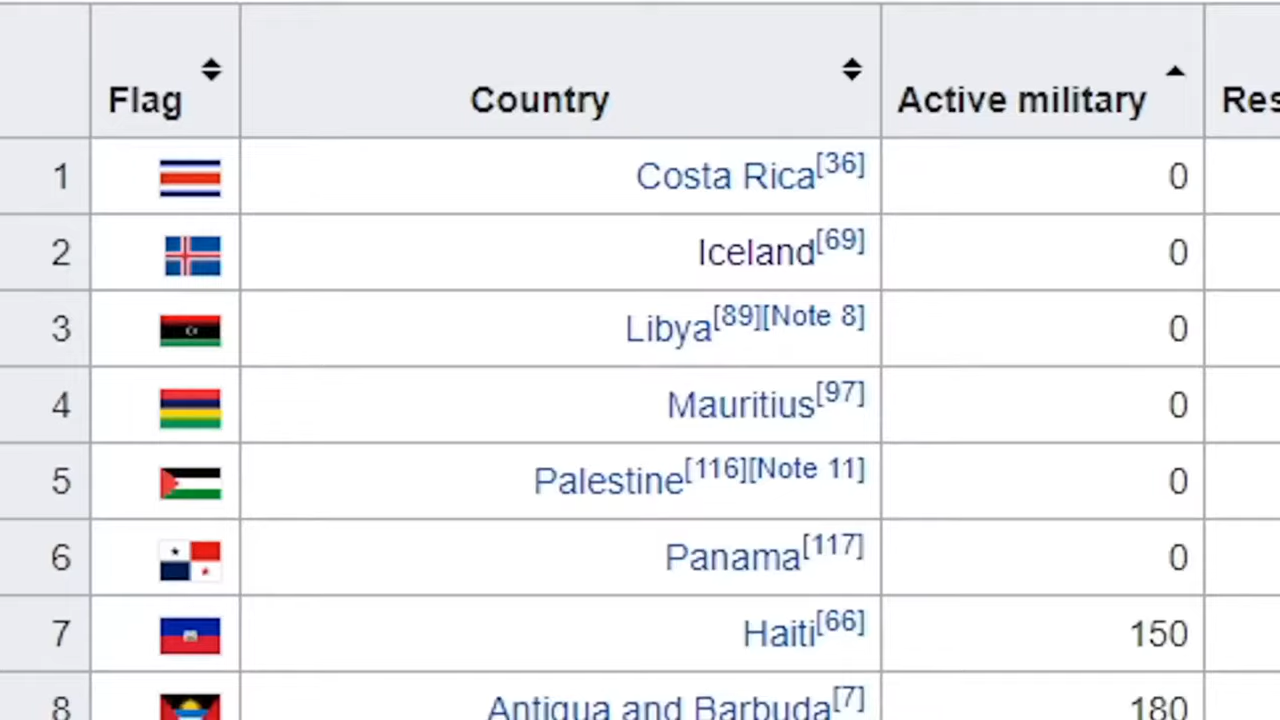 Flag Country Active military Res
1 Costa Rica[36] 0
2 Iceland[69] 0
3 Libya[89][Note 8] 0
4 Mauritius[97] 0
5 Palestine[116][Note 11] 0
6 Panama[117] 0
7 Haiti[66] 150
8 Antigua and Barbuda[7] 180